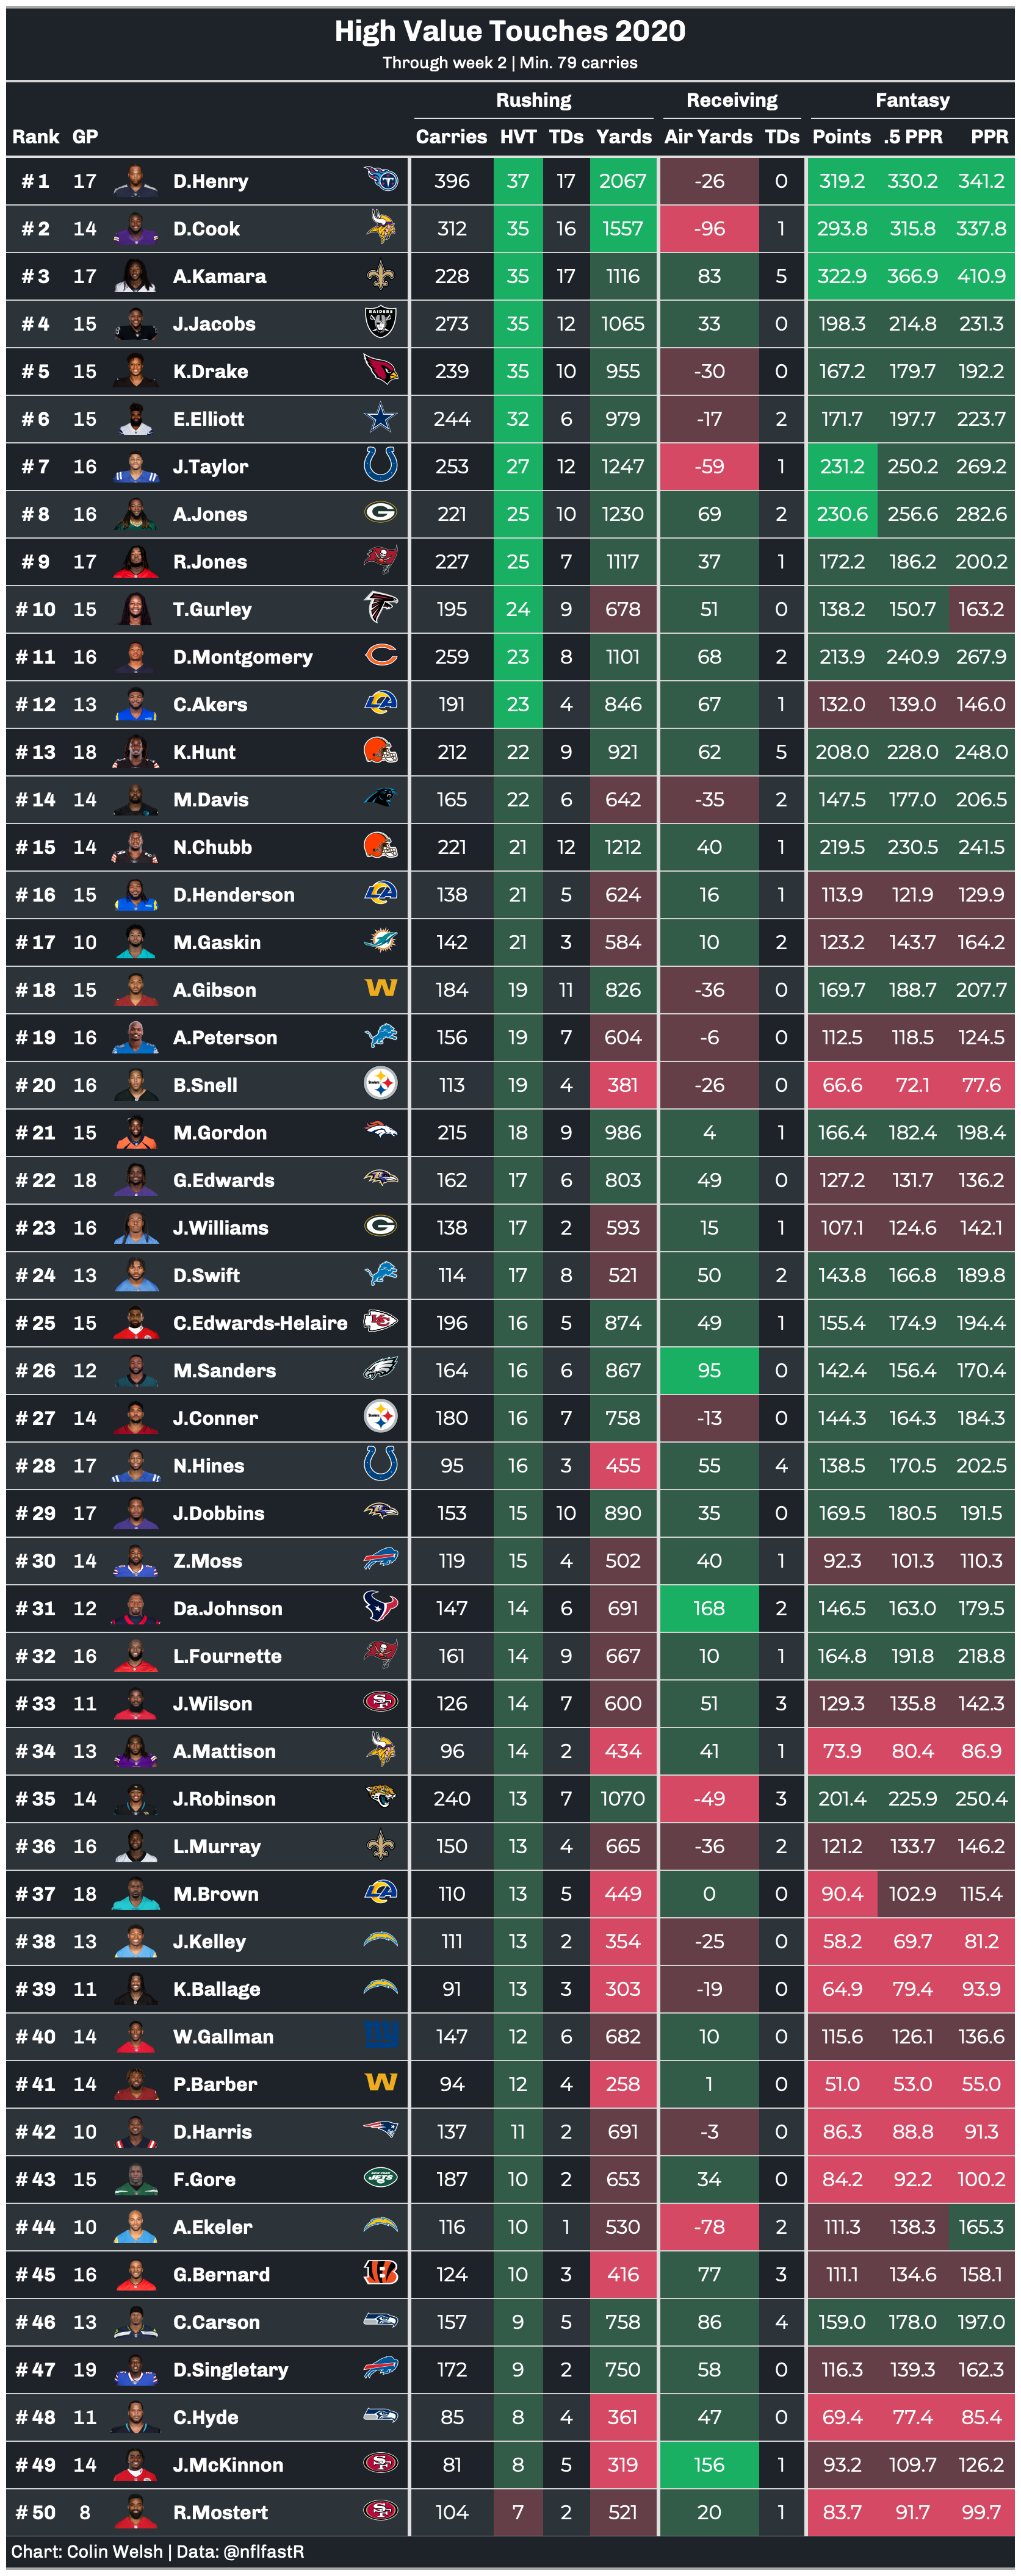 High Value Touches 2020
Through week 2 | Min. 79 carries
Rushing Receiving Fantasy
Rank GP Carries HVT TDs Yards Air Yards TDs Points .5 PPR PPR
# 1 17 D.Henry 396 37 17 2067 -26 0 319.2 330.2 341.2
# 2 14 D.Cook 312 35 16 1557 -96 1 293.8 315.8 337.8
# 3 17 A.Kamara 228 35 17 1116 83 5 322.9 366.9 410.9
# 4 15 J.Jacobs RAIDERS 273 35 12 1065 33 0 198.3 214.8 231.3
# 5 15 K.Drake 239 35 10 955 -30 0 167.2 179.7 192.2
# 6 15 E.Elliott 244 32 6 979 -17 2 171.7 197.7 223.7
# 7 16 J.Taylor 253 27 12 1247 -59 1 231.2 250.2 269.2
# 8 16 A.Jones G 221 25 10 1230 69 2 230.6 256.6 282.6
# 9 17 R.Jones 227 25 7 1117 37 1 172.2 186.2 200.2
# 10 15 T.Gurley 195 24 9 678 51 0 138.2 150.7 163.2
# 11 16 D.Montgomery C 259 23 8 1101 68 2 213.9 240.9 267.9
# 12 13 C.Akers LA 191 23 4 846 67 1 132.0 139.0 146.0
# 13 18 K.Hunt 212 22 9 921 62 5 208.0 228.0 248.0
# 14 14 M.Davis 165 22 6 642 -35 2 147.5 177.0 206.5
# 15 14 N.Chubb 221 21 12 1212 40 1 219.5 230.5 241.5
# 16 15 D.Henderson LA 138 21 5 624 16 1 113.9 121.9 129.9
# 17 10 M.Gaskin 142 21 3 584 10 2 123.2 143.7 164.2
# 18 15 A.Gibson W 184 19 11 826 -36 0 169.7 188.7 207.7
# 19 16 A.Peterson 156 19 7 604 -6 0 112.5 118.5 124.5
# 20 16 B.Snell Steelers 113 19 4 381 -26 0 66.6 72.1 77.6
# 21 15 M.Gordon 215 18 9 986 4 1 166.4 182.4 198.4
# 22 18 G.Edwards 162 17 6 803 49 0 127.2 131.7 136.2
# 23 16 J.Williams G 138 17 2 593 15 1 107.1 124.6 142.1
# 24 13 D.Swift 114 17 8 521 50 2 143.8 166.8 189.8
# 25 15 C.Edwards-Helaire KC 196 16 5 874 49 1 155.4 174.9 194.4
# 26 12 M.Sanders 164 16 6 867 95 0 142.4 156.4 170.4
# 27 14 J.Conner Steelers 180 16 7 758 -13 0 144.3 164.3 184.3
# 28 17 N.Hines 95 16 3 455 55 4 138.5 170.5 202.5
# 29 17 J.Dobbins 153 15 10 890 35 0 169.5 180.5 191.5
# 30 14 Z.Moss 119 15 4 502 40 1 92.3 101.3 110.3
# 31 12 Da.Johnson 147 14 6 691 168 2 146.5 163.0 179.5
# 32 16 L.Fournette 161 14 9 667 10 1 164.8 191.8 218.8
# 33 11 J.Wilson SF 126 14 7 600 51 3 129.3 135.8 142.3
# 34 13 A.Mattison 96 14 2 434 41 1 73.9 80.4 86.9
# 35 14 J.Robinson 240 13 7 1070 -49 3 201.4 225.9 250.4
# 36 16 L.Murray 150 13 4 665 -36 2 121.2 133.7 146.2
# 37 18 M.Brown LA 110 13 5 449 0 0 90.4 102.9 115.4
# 38 13 J.Kelley 111 13 2 354 -25 0 58.2 69.7 81.2
# 39 11 K.Ballage 91 13 3 303 -19 0 64.9 79.4 93.9
# 40 14 W.Gallman ny 147 12 6 682 10 0 115.6 126.1 136.6
# 41 14 P.Barber W 94 12 4 258 1 0 51.0 53.0 55.0
# 42 10 D.Harris 137 11 2 691 -3 0 86.3 88.8 91.3
# 43 15 F.Gore JETS 187 10 2 653 34 0 84.2 92.2 100.2
# 44 10 A.Ekeler 116 10 1 530 -78 2 111.3 138.3 165.3
# 45 16 G.Bernard B 124 10 3 416 77 3 111.1 134.6 158.1
# 46 13 C.Carson 157 9 5 758 86 4 159.0 178.0 197.0
# 47 19 D.Singletary 172 9 2 750 58 0 116.3 139.3 162.3
# 48 11 C.Hyde 85 8 4 361 47 0 69.4 77.4 85.4
# 49 14 J.McKinnon SF 81 8 5 319 156 1 93.2 109.7 126.2
# 50 8 R.Mostert SF 104 7 2 521 20 1 83.7 91.7 99.7
Chart: Colin Welsh | Data: @nflfastR